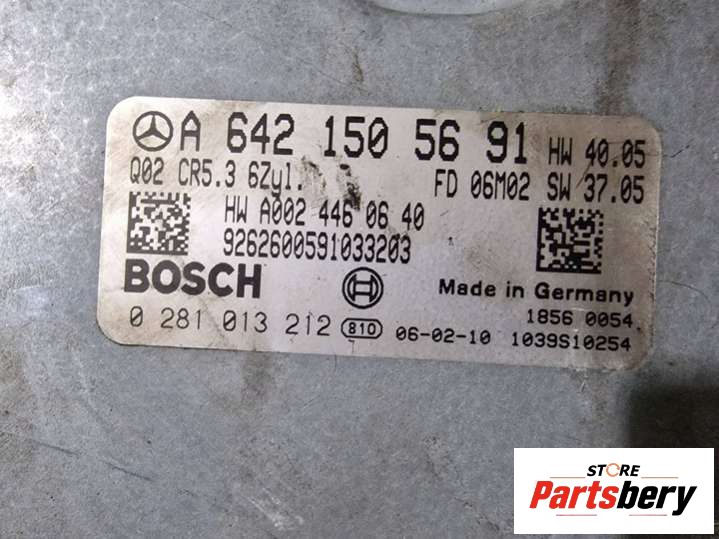 A 642 150 56 91 HW 40.05
Q02 CR5.3 6Zyl. FD 06M02 SW 37.05
HW A002 446 06 40
9262600591033203
BOSCH Made in Germany
1856 0054
0 281 013 212 810 06-02-10 1039S10254
STORE
Partsbery